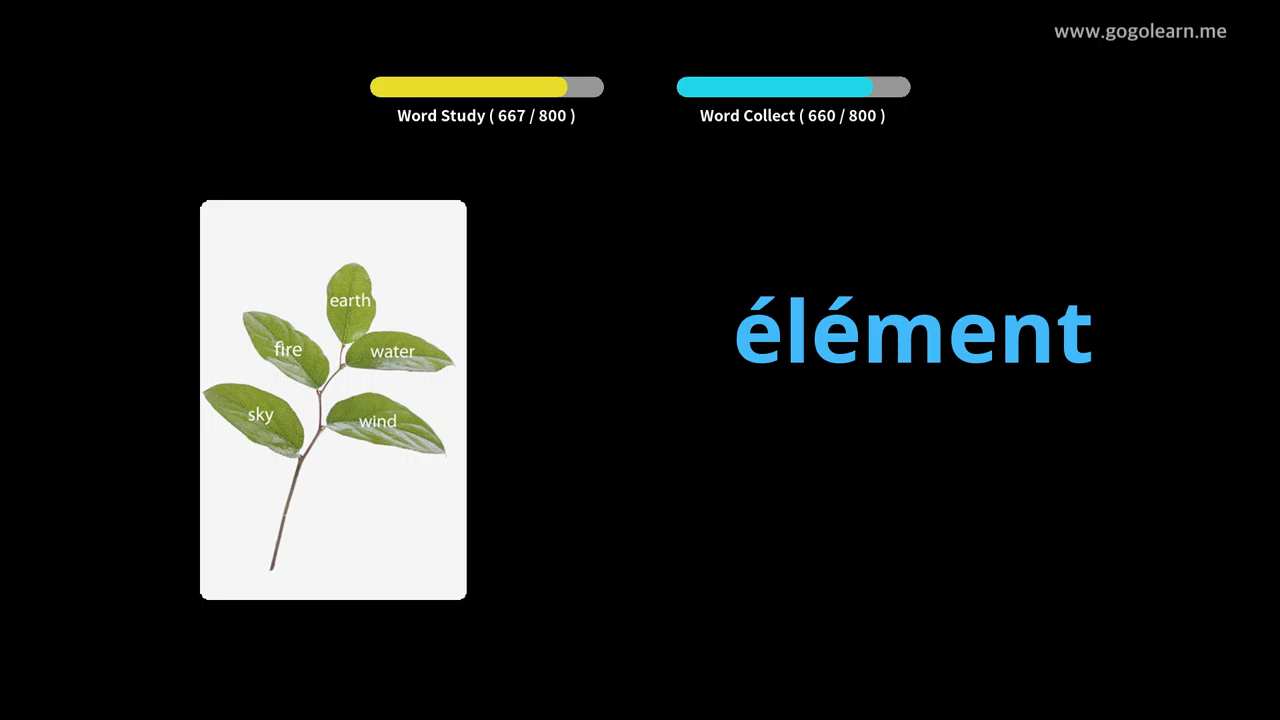 www.gogolearn.me
Word Study ( 667 / 800 )
Word Collect ( 660 / 800 )
earth
fire
water
sky
wind
élément